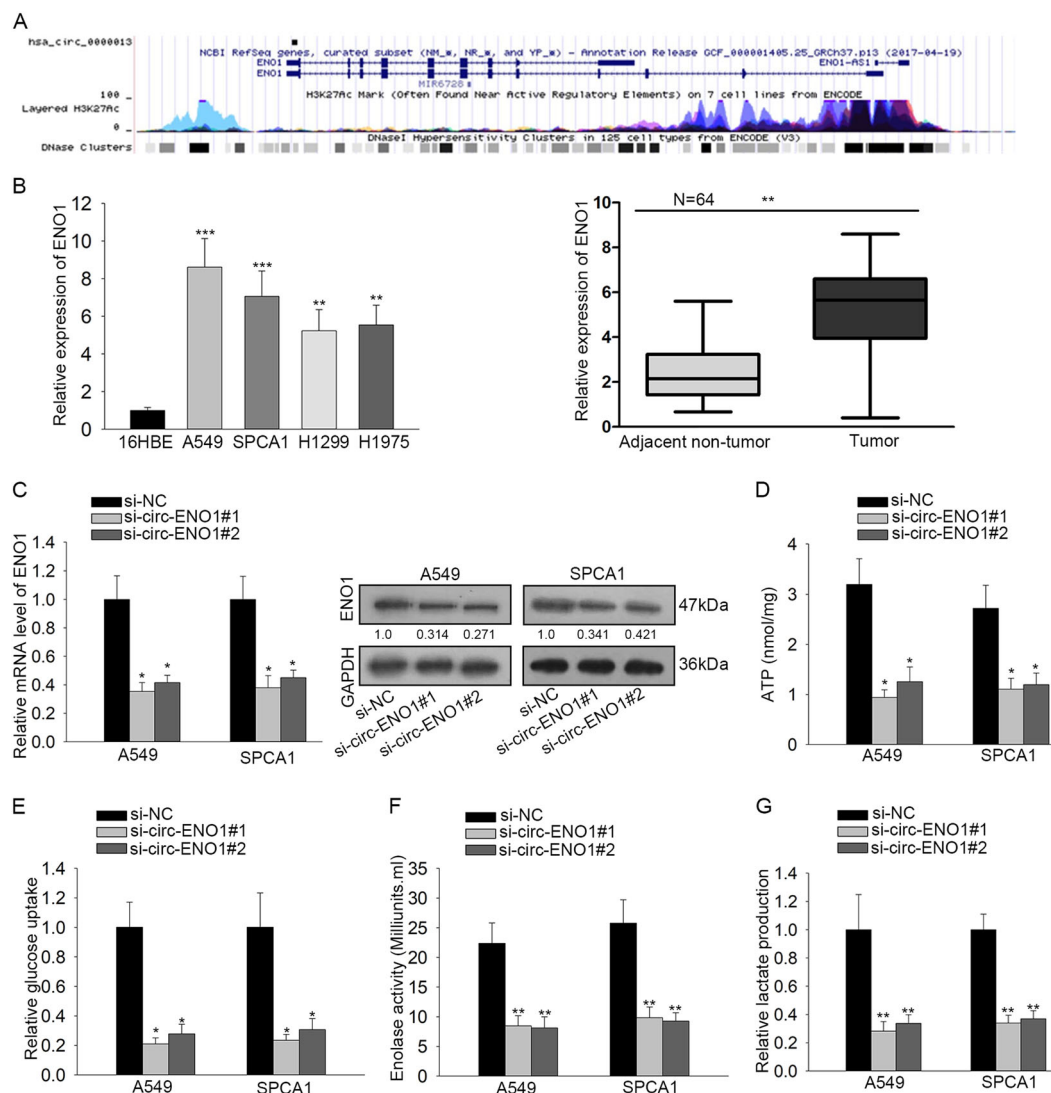 A
hsa_circ_0000013
NCBI RefSeq genes, curated subset (NM_*, NR_*, and YP_*) - Annotation Release GCF_000001405.25_GRCh37.p13 (2017-04-19)
ENO1
ENO1-AS1
ENO1
MIR6728
H3K27Ac Mark (Often Found Near Active Regulatory Elements) on 7 cell lines from ENCODE
100
Layered H3K27Ac
0
DNaseI Hypersensitivity Clusters in 125 cell types from ENCODE (V3)
DNase Clusters
B
Relative expression of ENO1
12
10
8
6
4
2
0
***
***
**
**
16HBE A549 SPCA1 H1299 H1975
Relative expression of ENO1
10
8
6
4
2
0
N=64 **
Adjacent non-tumor Tumor
C
si-NC
si-circ-ENO1#1
si-circ-ENO1#2
Relative mRNA level of ENO1
1.4
1.2
1.0
0.8
0.6
0.4
0.2
0.0
* * * *
A549 SPCA1
A549 SPCA1
ENO1
47kDa
1.0 0.314 0.271 1.0 0.341 0.421
GAPDH
36kDa
si-NC
si-circ-ENO1#1
si-circ-ENO1#2
si-NC
si-circ-ENO1#1
si-circ-ENO1#2
D
si-NC
si-circ-ENO1#1
si-circ-ENO1#2
ATP (nmol/mg)
4
3
2
1
0
* * * *
A549 SPCA1
E
si-NC
si-circ-ENO1#1
si-circ-ENO1#2
Relative glucose uptake
1.4
1.2
1.0
0.8
0.6
0.4
0.2
0.0
* * * *
A549 SPCA1
F
si-NC
si-circ-ENO1#1
si-circ-ENO1#2
Enolase activity (Milliunits.ml)
35
30
25
20
15
10
5
0
** ** ** **
A549 SPCA1
G
si-NC
si-circ-ENO1#1
si-circ-ENO1#2
Relative lactate production
1.4
1.2
1.0
0.8
0.6
0.4
0.2
0.0
** ** ** **
A549 SPCA1